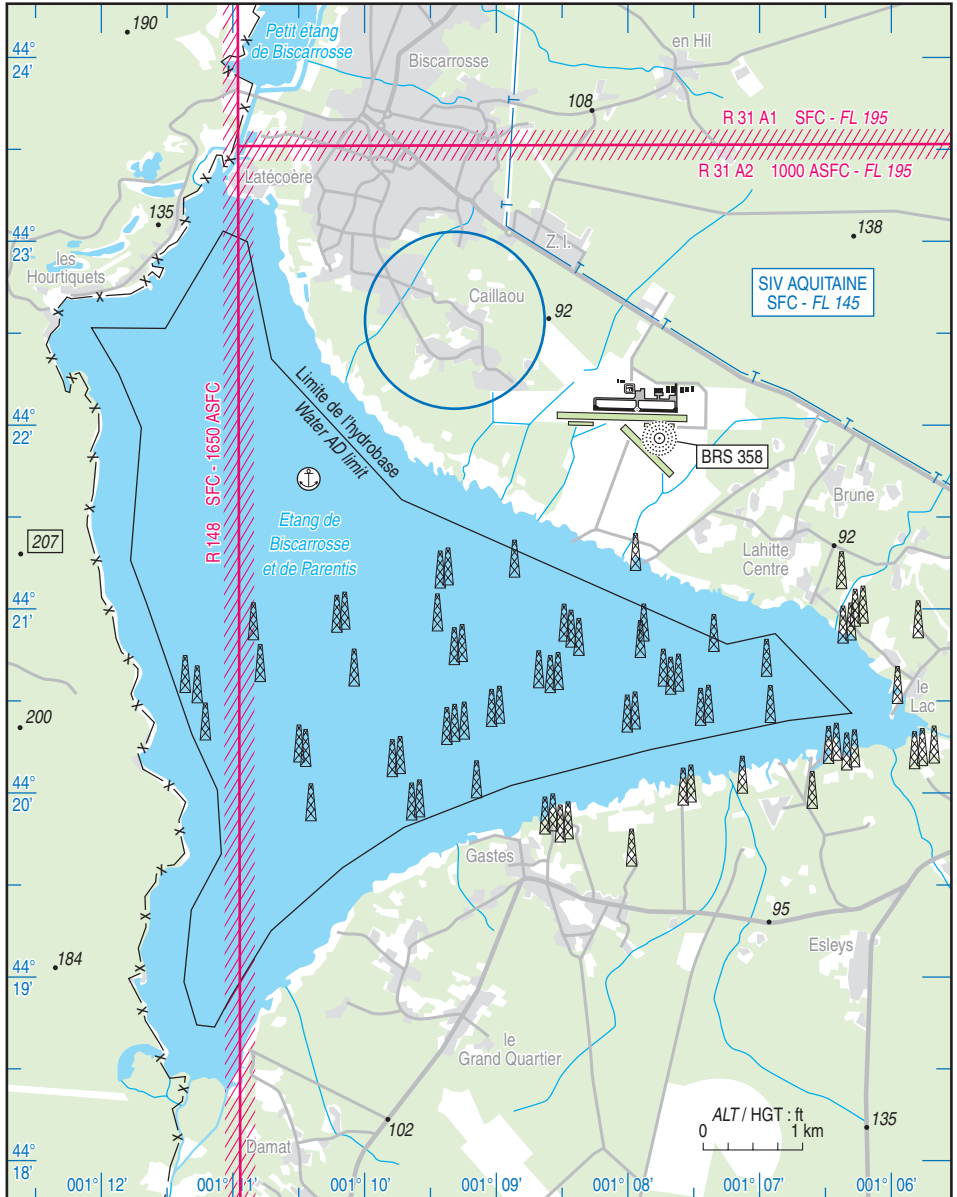 190
44°
24'
Petit étang
de Biscarrosse
Biscarrosse
en Hil
T
108
R 31 A1 SFC - FL 195
R 31 A2 1000 ASFC - FL 195
Latécoère
135
44°
23'
les
Hourtiquets
Z. I.
138
SIV AQUITAINE
SFC - FL 145
Caillaou
92
T
T
44°
22'
Limite de l'hydrobase
Water AD limit
BRS 358
T
R 148 SFC - 1650 ASFC
Etang de
Biscarrosse
et de Parentis
Brûne
207
92
Lahitte
Centre
44°
21'
200
le
Lac
44°
20'
Gastes
95
Esleys
184
44°
19'
le
Grand Quartier
ALT / HGT : ft
0 1 km
102
135
Damat
44°
18'
001° 12' 001° 11' 001° 10' 001° 09' 001° 08' 001° 07' 001° 06'